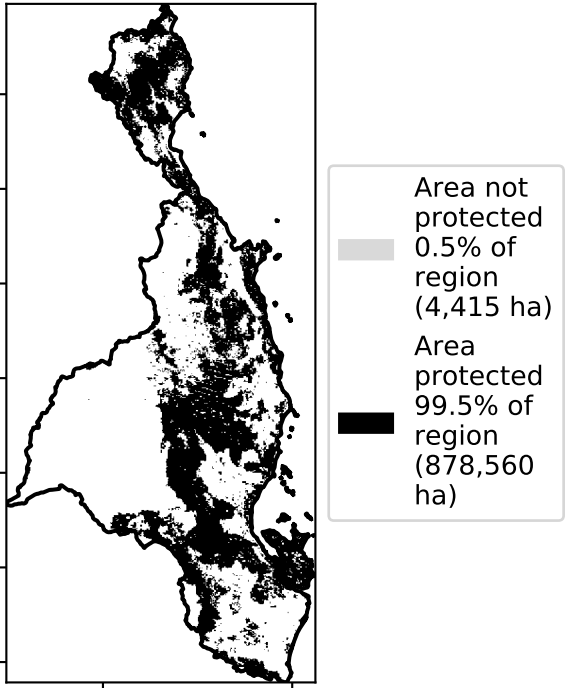 Area not
protected
0.5% of
region
(4,415 ha)
Area
protected
99.5% of
region
(878,560
ha)